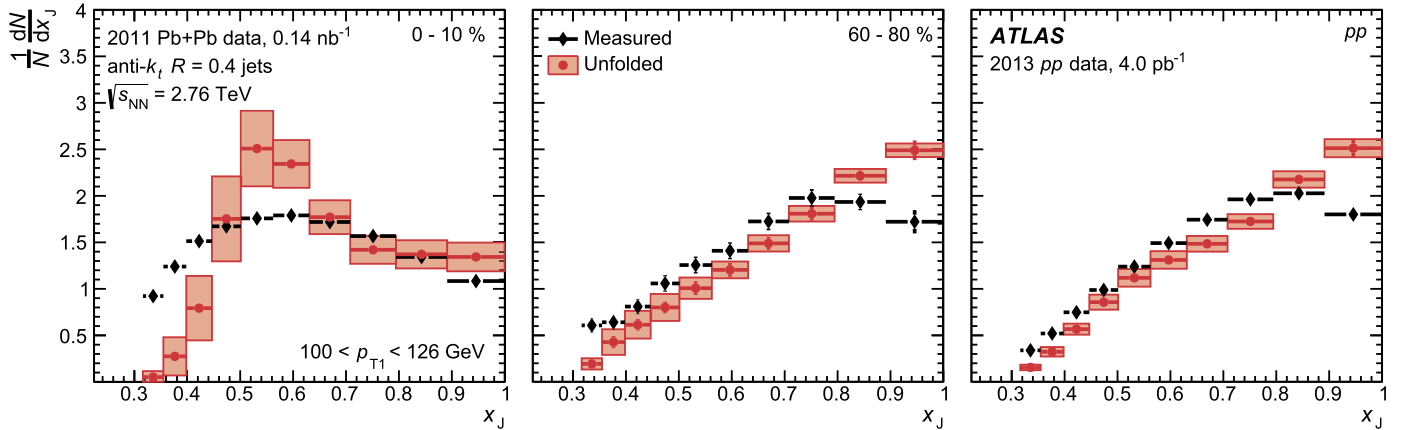 1/N dN/dx_J
4
3.5
3
2.5
2
1.5
1
0.5
2011 Pb+Pb data, 0.14 nb⁻¹
0 - 10 %
anti-k_t R = 0.4 jets
√s_NN = 2.76 TeV
100 < p_T1 < 126 GeV
0.3 0.4 0.5 0.6 0.7 0.8 0.9 1
x_J
Measured
60 - 80 %
Unfolded
0.3 0.4 0.5 0.6 0.7 0.8 0.9 1
x_J
ATLAS
pp
2013 pp data, 4.0 pb⁻¹
0.3 0.4 0.5 0.6 0.7 0.8 0.9 1
x_J